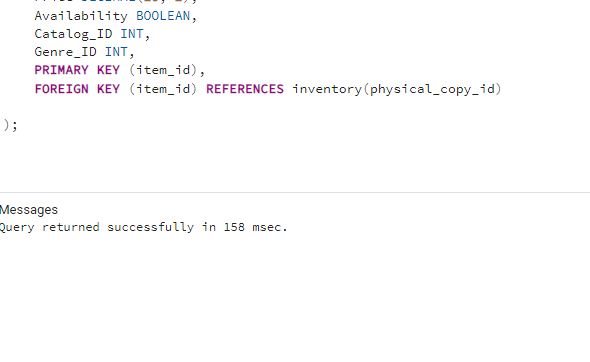 Availability BOOLEAN,
Catalog_ID INT,
Genre_ID INT,
PRIMARY KEY (item_id),
FOREIGN KEY (item_id) REFERENCES inventory(physical_copy_id)
);
Messages
Query returned successfully in 158 msec.